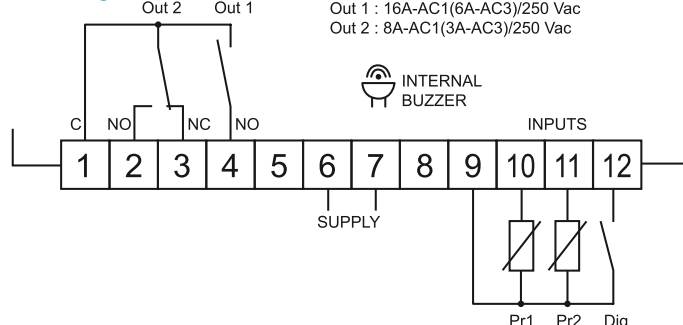 Out 2 Out 1 Out 1 : 16A-AC1(6A-AC3)/250 Vac
Out 2 : 8A-AC1(3A-AC3)/250 Vac
INTERNAL
BUZZER
C NO NC NO INPUTS
1 2 3 4 5 6 7 8 9 10 11 12
SUPPLY
Pr1 Pr2 Dig